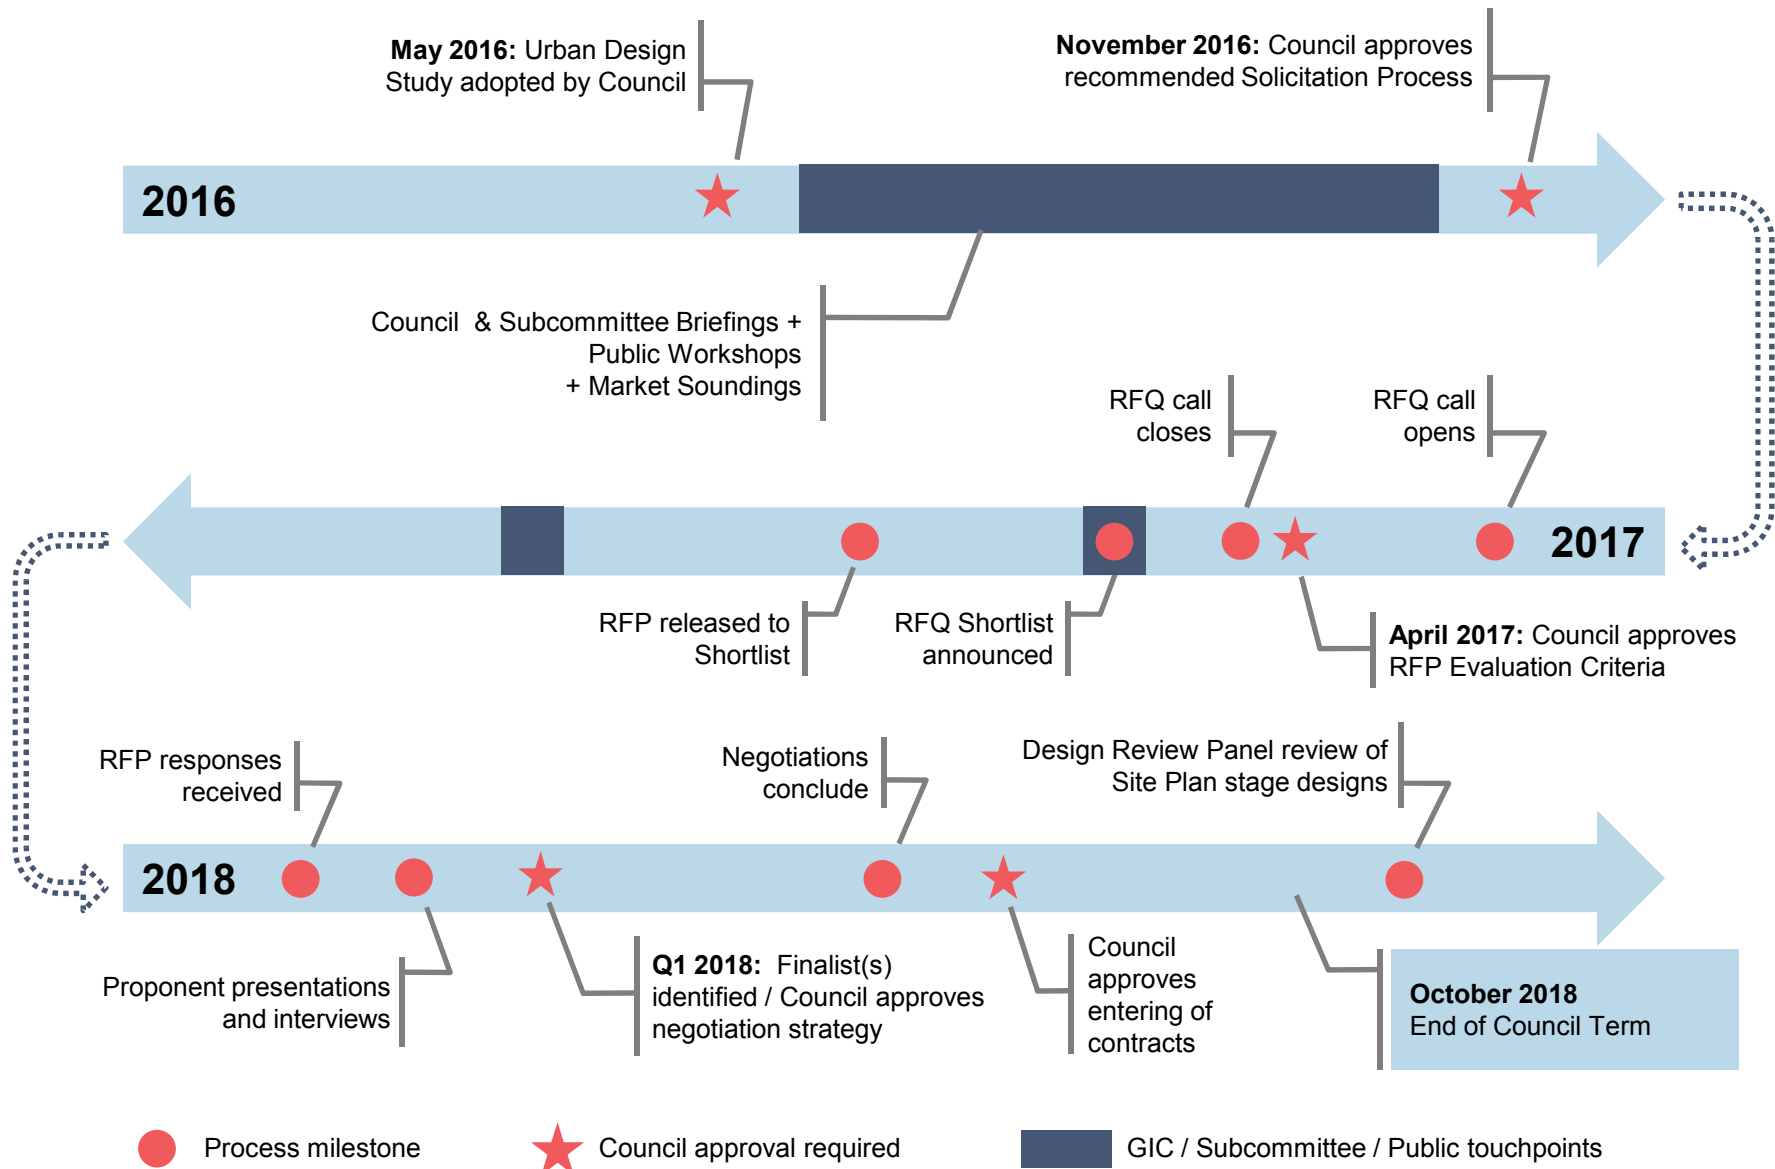 May 2016: Urban Design
Study adopted by Council
November 2016: Council approves
recommended Solicitation Process
2016
Council & Subcommittee Briefings +
Public Workshops
+ Market Soundings
RFQ call
closes
RFQ call
opens
2017
RFP released to
Shortlist
RFQ Shortlist
announced
April 2017: Council approves
RFP Evaluation Criteria
RFP responses
received
Negotiations
conclude
Design Review Panel review of
Site Plan stage designs
2018
Proponent presentations
and interviews
Q1 2018: Finalist(s)
identified / Council approves
negotiation strategy
Council
approves
entering of
contracts
October 2018
End of Council Term
Process milestone
Council approval required
GIC / Subcommittee / Public touchpoints